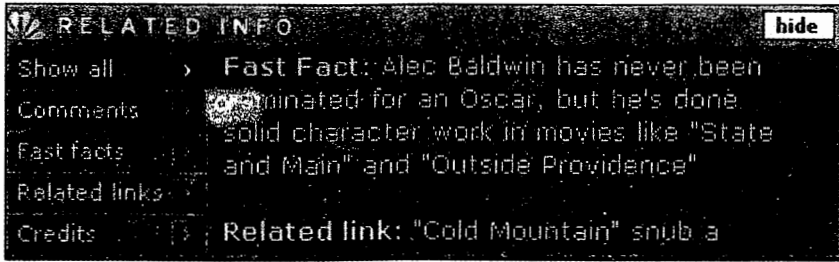 RELATED INFO
hide
Show all
Comments
Fast facts
Related links
Credits
Fast Fact: Alec Baldwin has never been
nominated for an Oscar, but he's done
solid character work in movies like "State
and Main" and "Outside Providence"
Related link: "Cold Mountain" snub a